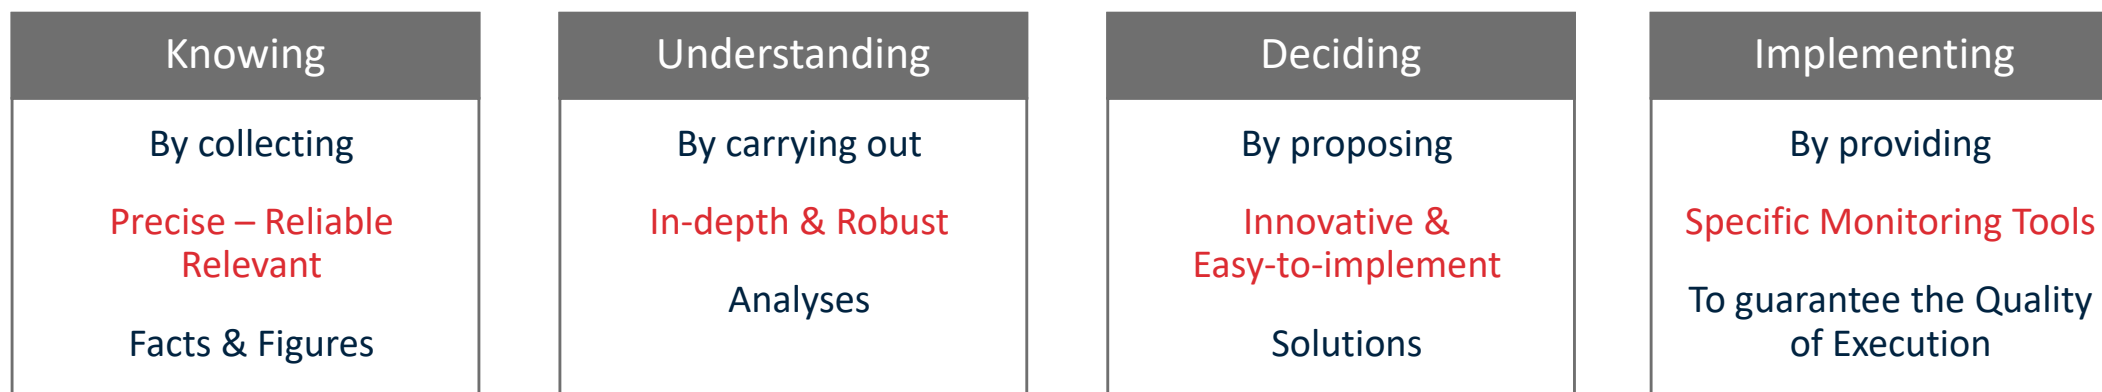 Knowing
By collecting
Precise – Reliable
Relevant
Facts & Figures
Understanding
By carrying out
In-depth & Robust
Analyses
Deciding
By proposing
Innovative &
Easy-to-implement
Solutions
Implementing
By providing
Specific Monitoring Tools
To guarantee the Quality
of Execution